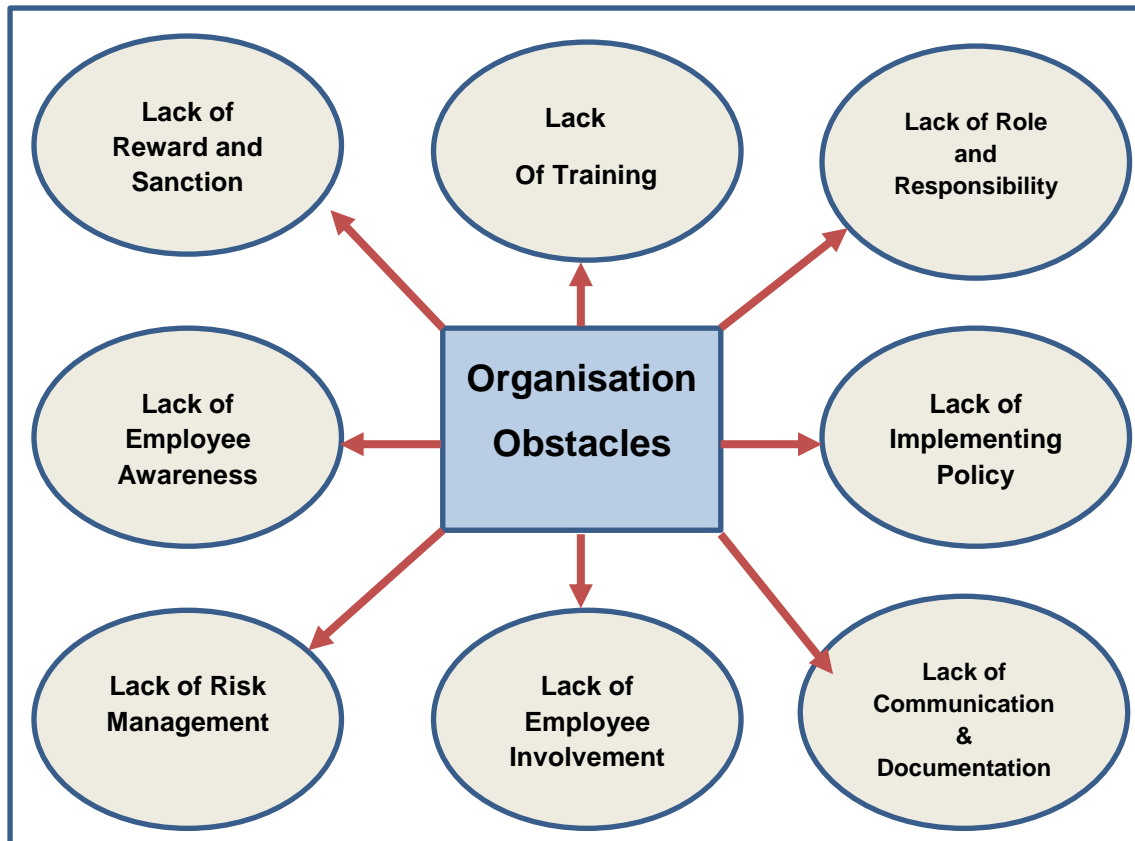 Lack of
Reward and
Sanction
Lack
Of Training
Lack of Role
and
Responsibility
Lack of
Employee
Awareness
Organisation
Obstacles
Lack of
Implementing
Policy
Lack of Risk
Management
Lack of
Employee
Involvement
Lack of
Communication
&
Documentation